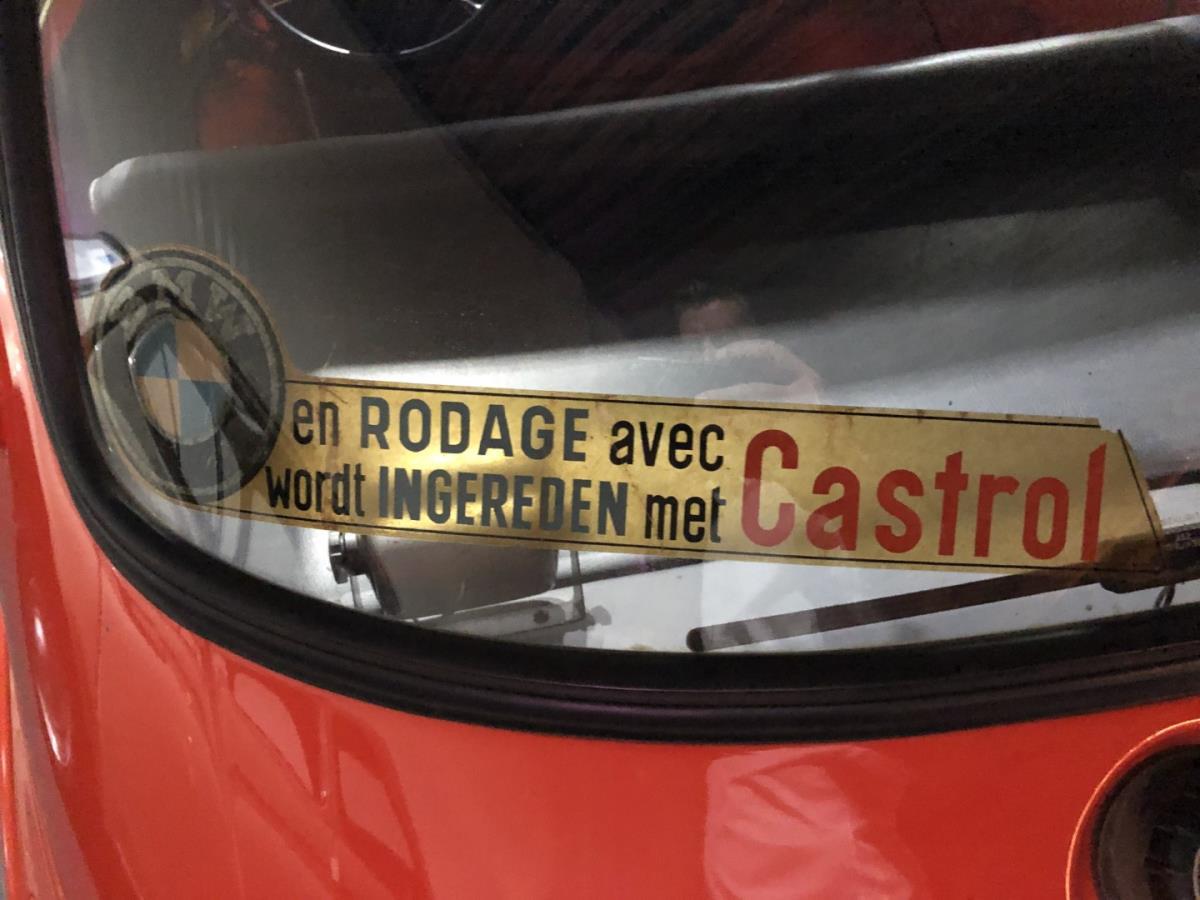 en RODAGE avec
wordt INGEREDEN met
Castrol